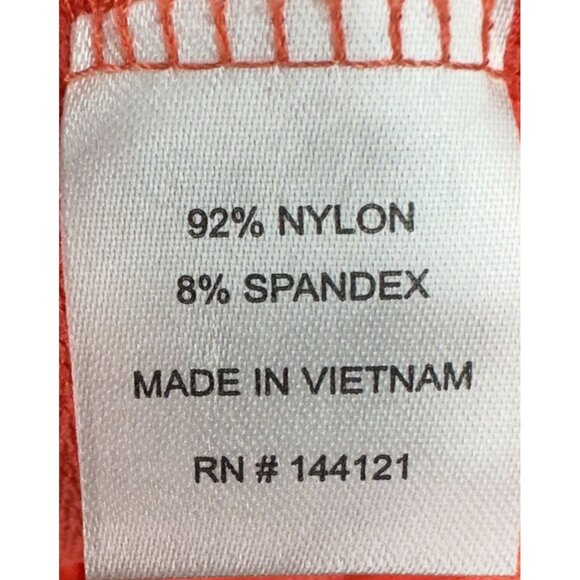 92% NYLON
8% SPANDEX
MADE IN VIETNAM
RN # 144121